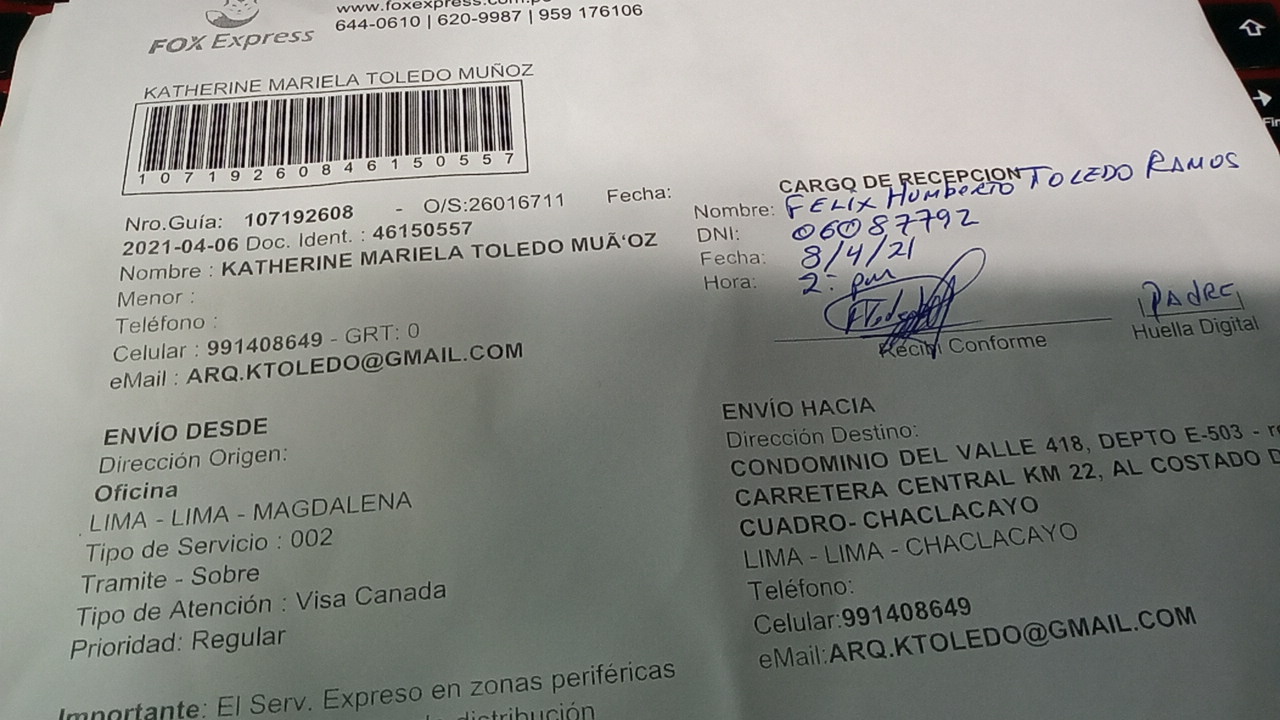 www.foxexpress.com.pe
644-0610 | 620-9987 | 959 176106
FOX Express
KATHERINE MARIELA TOLEDO MUÑOZ
10719260846150557
Nro.Guía: 107192608 - O/S:26016711 Fecha:
2021-04-06 Doc. Ident. : 46150557
Nombre : KATHERINE MARIELA TOLEDO MUÃ‘OZ
Menor :
Teléfono :
Celular : 991408649 - GRT: 0
eMail : ARQ.KTOLEDO@GMAIL.COM
CARGO DE RECEPCION
Nombre: FELIX HUMBERTO TOLEDO RAMOS
DNI: 06087792
Fecha: 8/4/21
Hora: 2: pm
Recibí Conforme
PADRE
Huella Digital
ENVÍO DESDE
Dirección Origen:
Oficina
LIMA - LIMA - MAGDALENA
Tipo de Servicio : 002
Tramite - Sobre
Tipo de Atención : Visa Canada
Prioridad: Regular
ENVÍO HACIA
Dirección Destino:
CONDOMINIO DEL VALLE 418, DEPTO E-503 -
CARRETERA CENTRAL KM 22, AL COSTADO
CUADRO- CHACLACAYO
LIMA - LIMA - CHACLACAYO
Teléfono:
Celular:991408649
eMail:ARQ.KTOLEDO@GMAIL.COM
Importante: El Serv. Expreso en zonas periféricas
distribución